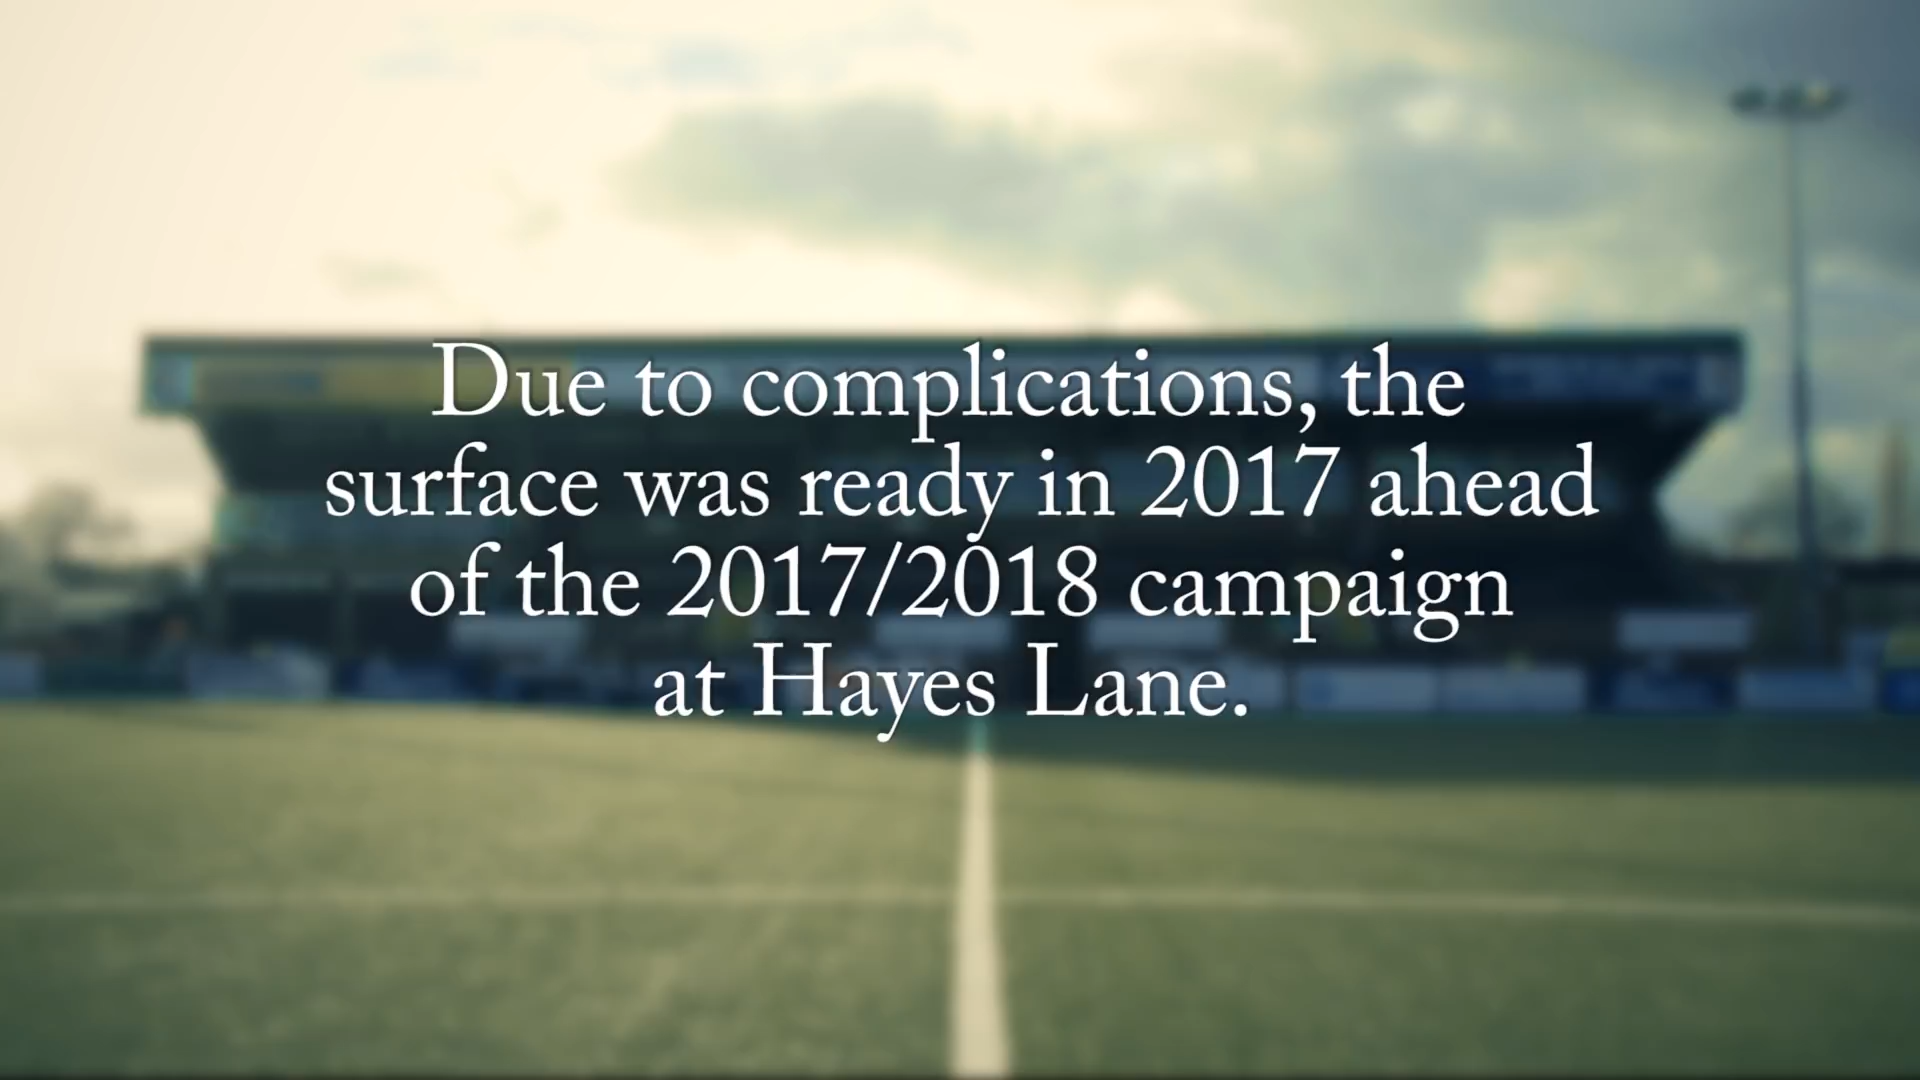 Due to complications, the
surface was ready in 2017 ahead
of the 2017/2018 campaign
at Hayes Lane.